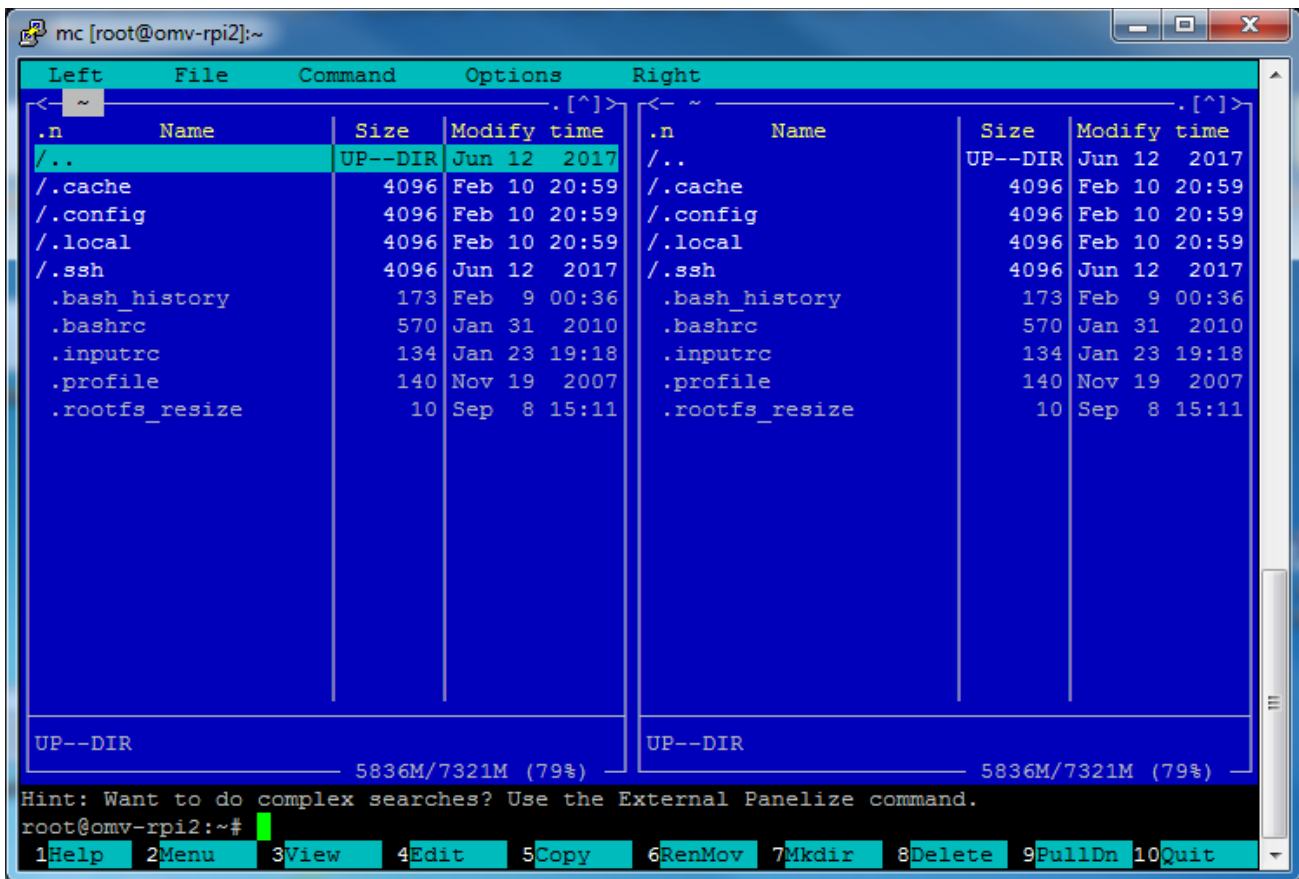 mc [root@omv-rpi2]:~
Left File Command Options Right
<- ~ .[^]> <- ~ .[^]>
.n Name Size Modify time .n Name Size Modify time
/.. UP--DIR Jun 12 2017 /.. UP--DIR Jun 12 2017
/.cache 4096 Feb 10 20:59 /.cache 4096 Feb 10 20:59
/.config 4096 Feb 10 20:59 /.config 4096 Feb 10 20:59
/.local 4096 Feb 10 20:59 /.local 4096 Feb 10 20:59
/.ssh 4096 Jun 12 2017 /.ssh 4096 Jun 12 2017
.bash_history 173 Feb 9 00:36 .bash_history 173 Feb 9 00:36
.bashrc 570 Jan 31 2010 .bashrc 570 Jan 31 2010
.inputrc 134 Jan 23 19:18 .inputrc 134 Jan 23 19:18
.profile 140 Nov 19 2007 .profile 140 Nov 19 2007
.rootfs_resize 10 Sep 8 15:11 .rootfs_resize 10 Sep 8 15:11
UP--DIR UP--DIR
5836M/7321M (79%) 5836M/7321M (79%)
Hint: Want to do complex searches? Use the External Panelize command.
root@omv-rpi2:~#
1Help 2Menu 3View 4Edit 5Copy 6RenMov 7Mkdir 8Delete 9PullDn 10Quit